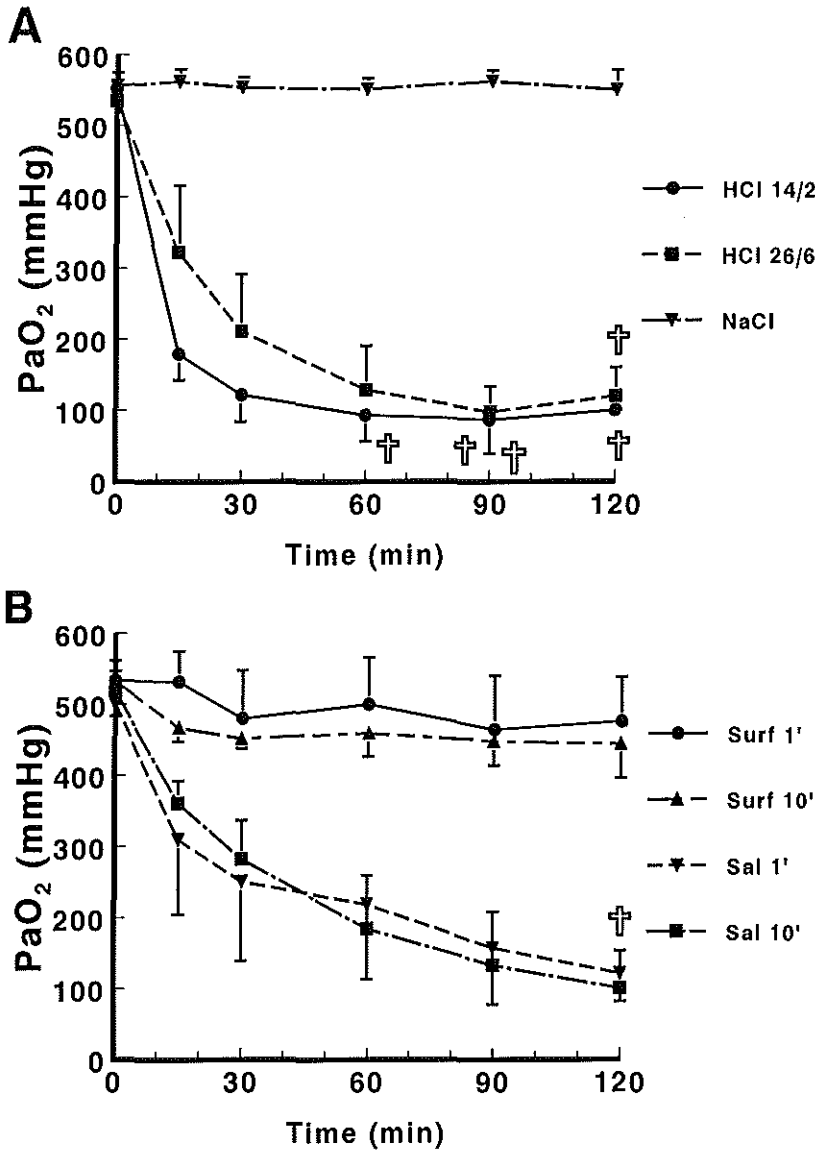 A
600
500
400
300
200
100
0
PaO2 (mmHg)
0 30 60 90 120
Time (min)
HCl 14/2
HCl 26/6
NaCl
B
600
500
400
300
200
100
0
PaO2 (mmHg)
0 30 60 90 120
Time (min)
Surf 1'
Surf 10'
Sal 1'
Sal 10'